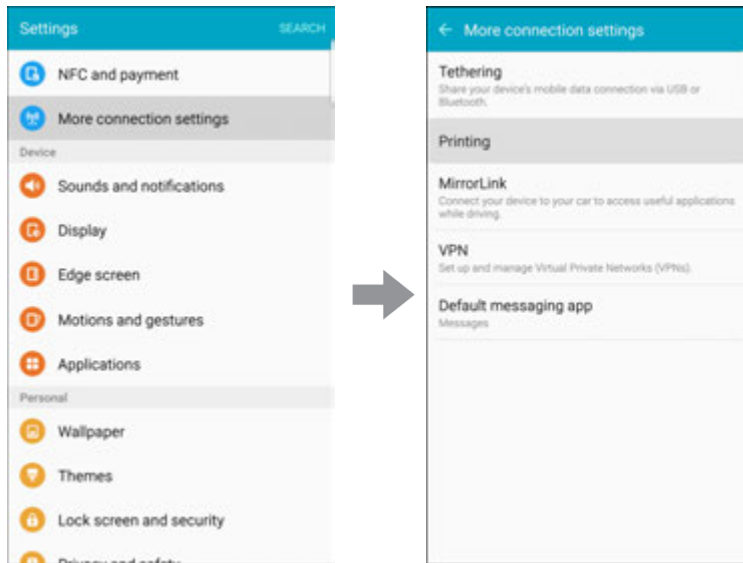 Settings
SEARCH
NFC and payment
More connection settings
Device
Sounds and notifications
Display
Edge screen
Motions and gestures
Applications
Personal
Wallpaper
Themes
Lock screen and security
Privacy and safety
More connection settings
Tethering
Share your device's mobile data connection via USB or
Bluetooth.
Printing
MirrorLink
Connect your device to your car to access useful applications
while driving.
VPN
Set up and manage Virtual Private Networks (VPNs).
Default messaging app
Messages